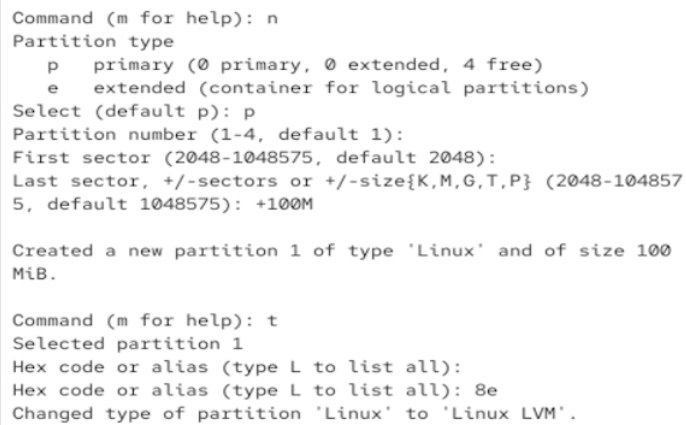 Command (m for help): n
Partition type
   p   primary (0 primary, 0 extended, 4 free)
   e   extended (container for logical partitions)
Select (default p): p
Partition number (1-4, default 1):
First sector (2048-1048575, default 2048):
Last sector, +/-sectors or +/-size{K,M,G,T,P} (2048-104857
5, default 1048575): +100M

Created a new partition 1 of type 'Linux' and of size 100
MiB.

Command (m for help): t
Selected partition 1
Hex code or alias (type L to list all):
Hex code or alias (type L to list all): 8e
Changed type of partition 'Linux' to 'Linux LVM'.